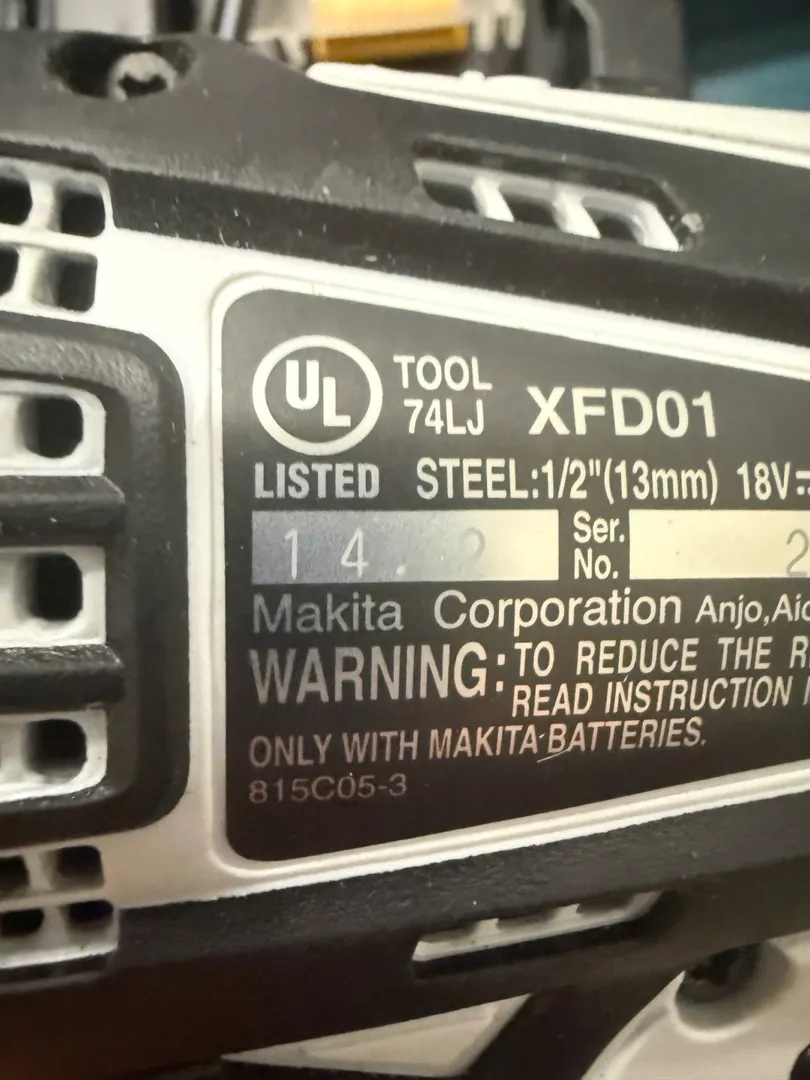 UL TOOL 74LJ XFD01
LISTED STEEL:1/2"(13mm) 18V⎓
14. 2 Ser. No. 2
Makita Corporation Anjo,
WARNING: TO REDUCE THE
READ INSTRUCTION
ONLY WITH MAKITA BATTERIES.
815C05-3